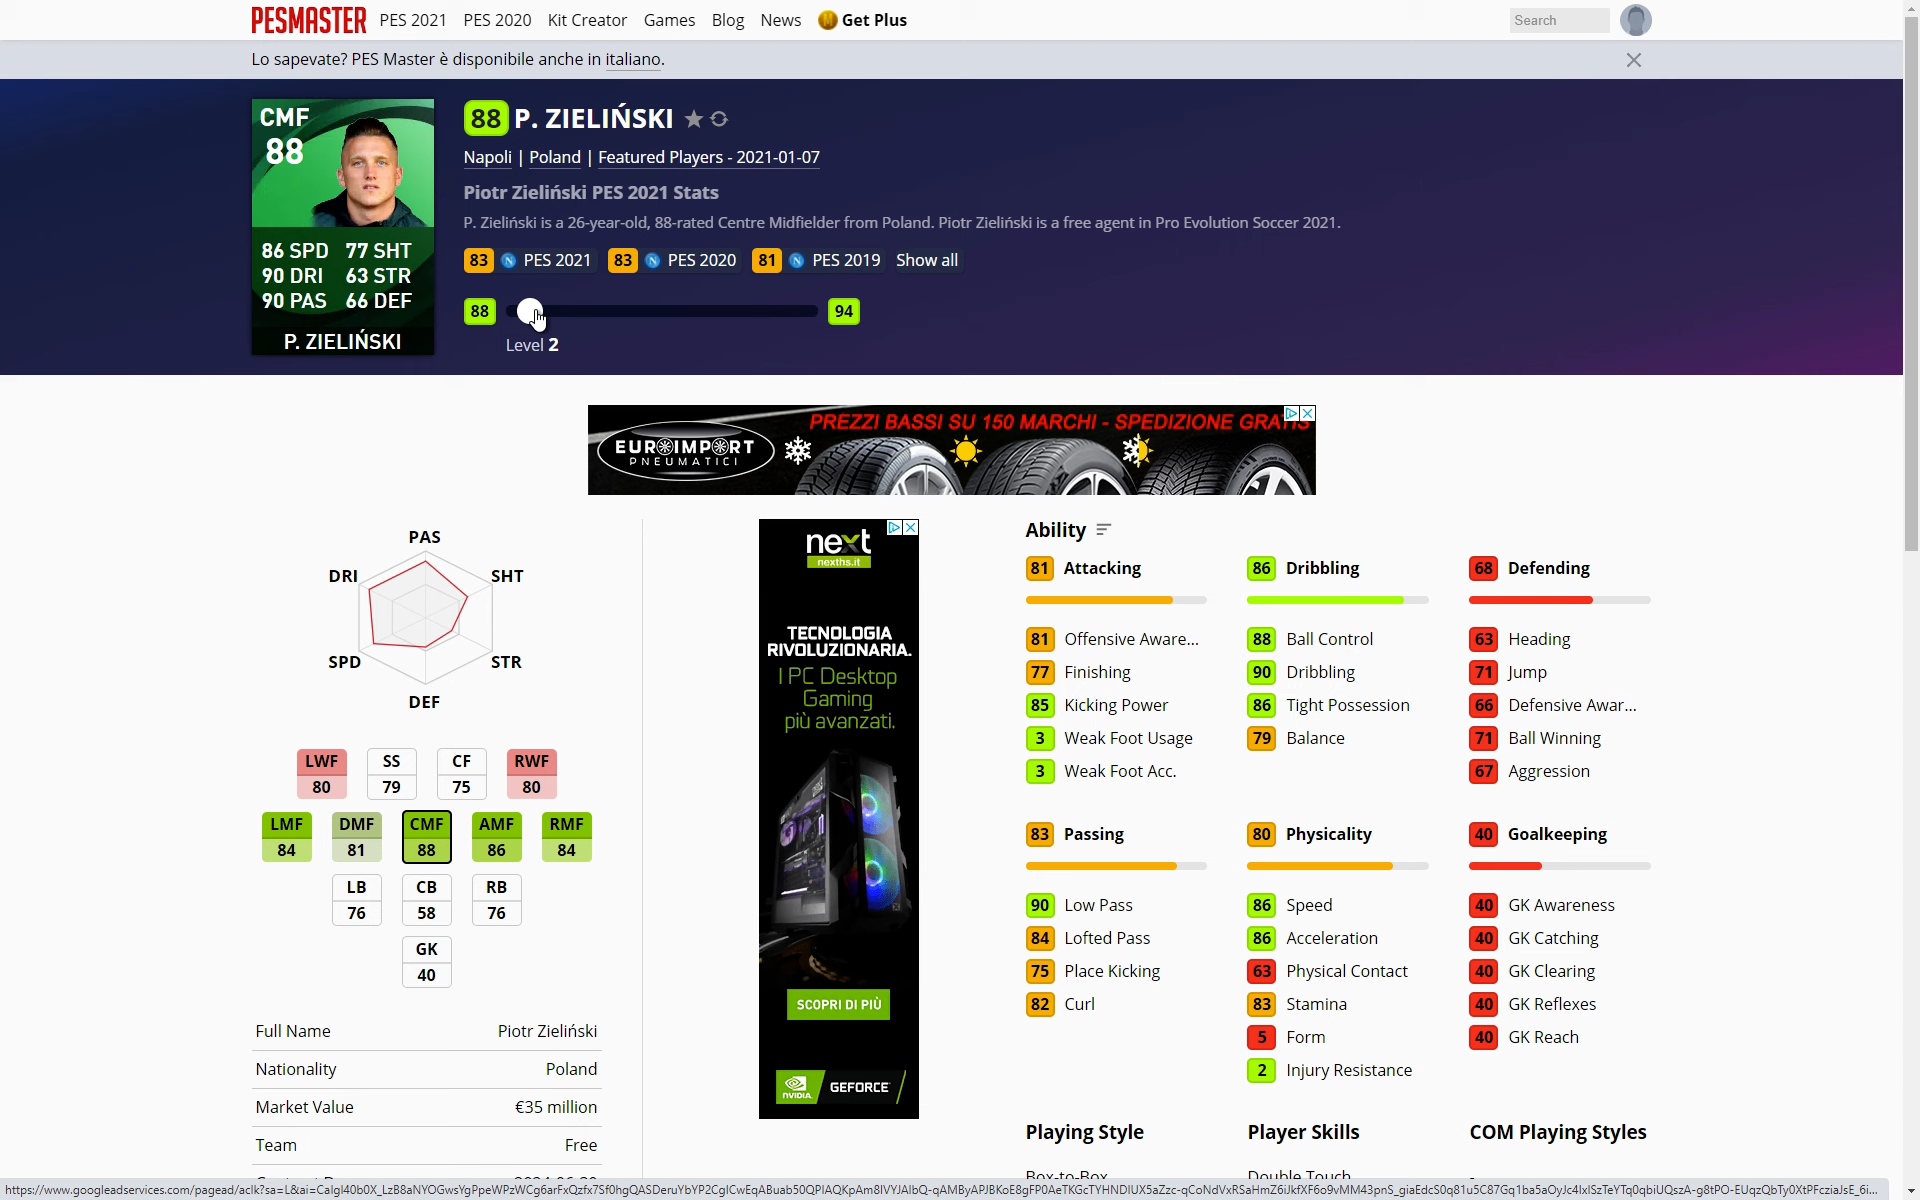 PESMASTER PES 2021 PES 2020 Kit Creator Games Blog News Get Plus Search
Lo sapevate? PES Master è disponibile anche in italiano.
CMF
88
86 SPD 77 SHT
90 DRI 63 STR
90 PAS 66 DEF
P. ZIELIŃSKI
88 P. ZIELIŃSKI
Napoli | Poland | Featured Players - 2021-01-07
Piotr Zieliński PES 2021 Stats
P. Zieliński is a 26-year-old, 88-rated Centre Midfielder from Poland. Piotr Zieliński is a free agent in Pro Evolution Soccer 2021.
83 PES 2021 83 PES 2020 81 PES 2019 Show all
88 94
Level 2
PREZZI BASSI SU 150 MARCHI - SPEDIZIONE GRATIS
EUROIMPORT
PNEUMATICI
PAS
DRI SHT
SPD STR
DEF
LWF SS CF RWF
80 79 75 80
LMF DMF CMF AMF RMF
84 81 88 86 84
LB CB RB
76 58 76
GK
40
Full Name Piotr Zieliński
Nationality Poland
Market Value €35 million
Team Free
next
nexths.it
TECNOLOGIA
RIVOLUZIONARIA.
I PC Desktop
Gaming
più avanzati.
SCOPRI DI PIÙ
NVIDIA. GEFORCE
Ability
81 Attacking
81 Offensive Aware...
77 Finishing
85 Kicking Power
3 Weak Foot Usage
3 Weak Foot Acc.
86 Dribbling
88 Ball Control
90 Dribbling
86 Tight Possession
79 Balance
68 Defending
63 Heading
71 Jump
66 Defensive Awar...
71 Ball Winning
67 Aggression
83 Passing
90 Low Pass
84 Lofted Pass
75 Place Kicking
82 Curl
80 Physicality
86 Speed
86 Acceleration
63 Physical Contact
83 Stamina
5 Form
2 Injury Resistance
40 Goalkeeping
40 GK Awareness
40 GK Catching
40 GK Clearing
40 GK Reflexes
40 GK Reach
Playing Style Player Skills COM Playing Styles
Box-to-Box Double Touch